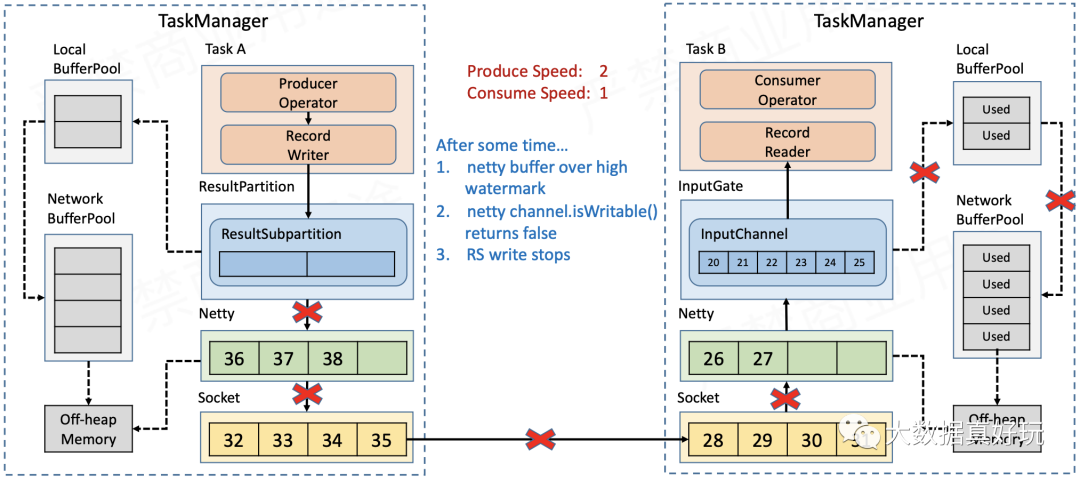 TaskManager
Local
BufferPool
Task A
Producer
Operator
Record
Writer
ResultPartition
Network
BufferPool
ResultSubpartition
Netty
36 37 38
Socket
32 33 34 35
Off-heap
Memory
Produce Speed: 2
Consume Speed: 1
After some time...
1. netty buffer over high
watermark
2. netty channel.isWritable()
returns false
3. RS write stops
TaskManager
Task B
Consumer
Operator
Record
Reader
InputGate
InputChannel
20 21 22 23 24 25
Netty
26 27
Socket
28 29 30
Local
BufferPool
Used
Used
Network
BufferPool
Used
Used
Used
Used
Off-heap
Memory
大数据真好玩